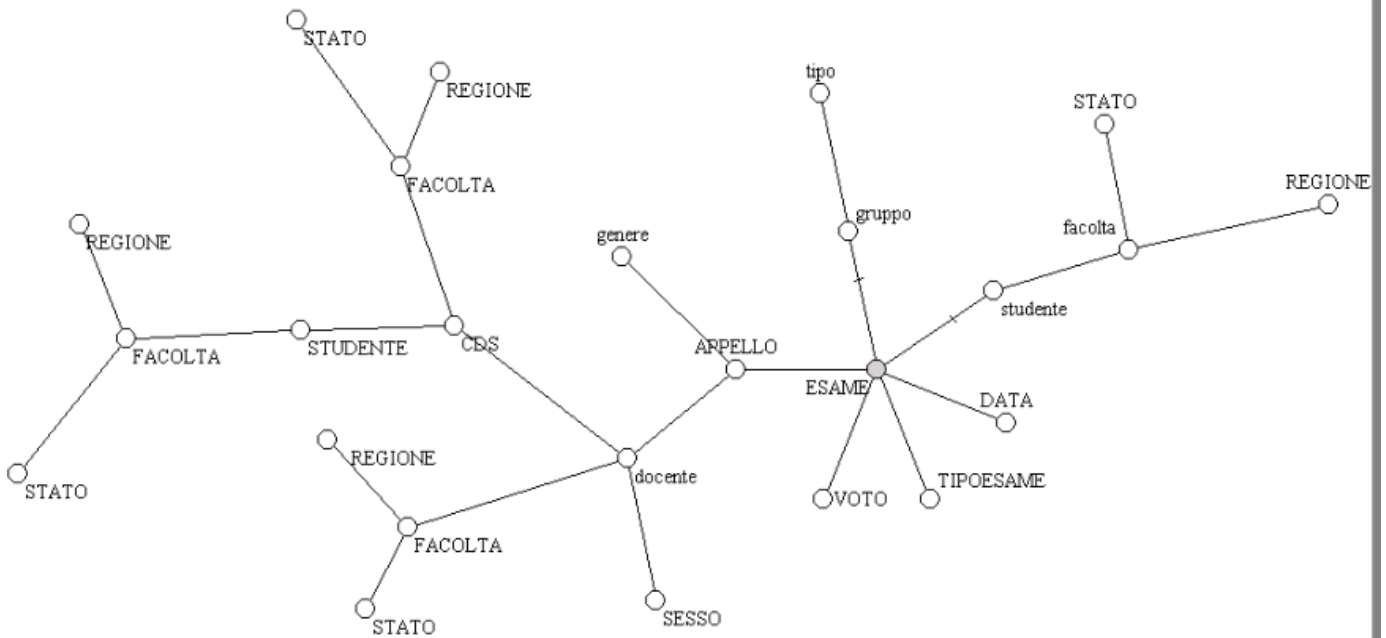 STATO
tipo
REGIONE
STATO
REGIONE
FACOLTA
gruppo
facolta
genere
REGIONE
studente
STUDENTE
CDS
APPELLO
FACOLTA
ESAME
DATA
REGIONE
docente
TIPOESAME
STATO
VOTO
FACOLTA
SESSO
STATO